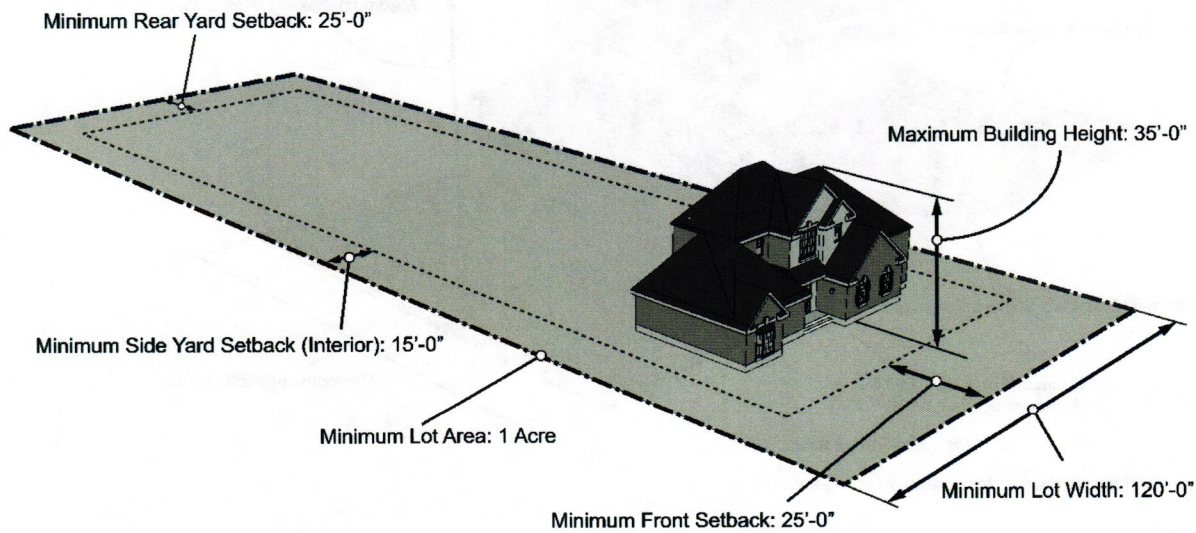 Minimum Rear Yard Setback: 25'-0"
Maximum Building Height: 35'-0"
Minimum Side Yard Setback (Interior): 15'-0"
Minimum Lot Area: 1 Acre
Minimum Lot Width: 120'-0"
Minimum Front Setback: 25'-0"